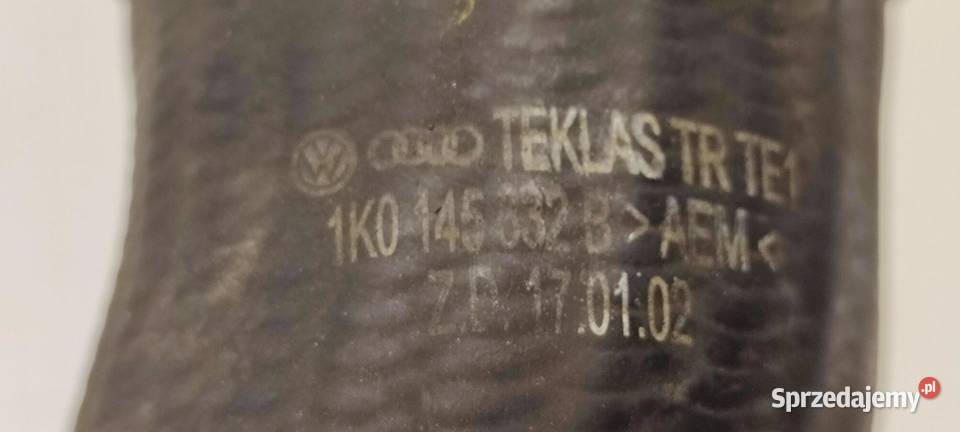 TEKLAS TR TE1
1K0 145 832 B >AEM<
Z.D. 17.01.02
Sprzedajemy.pl